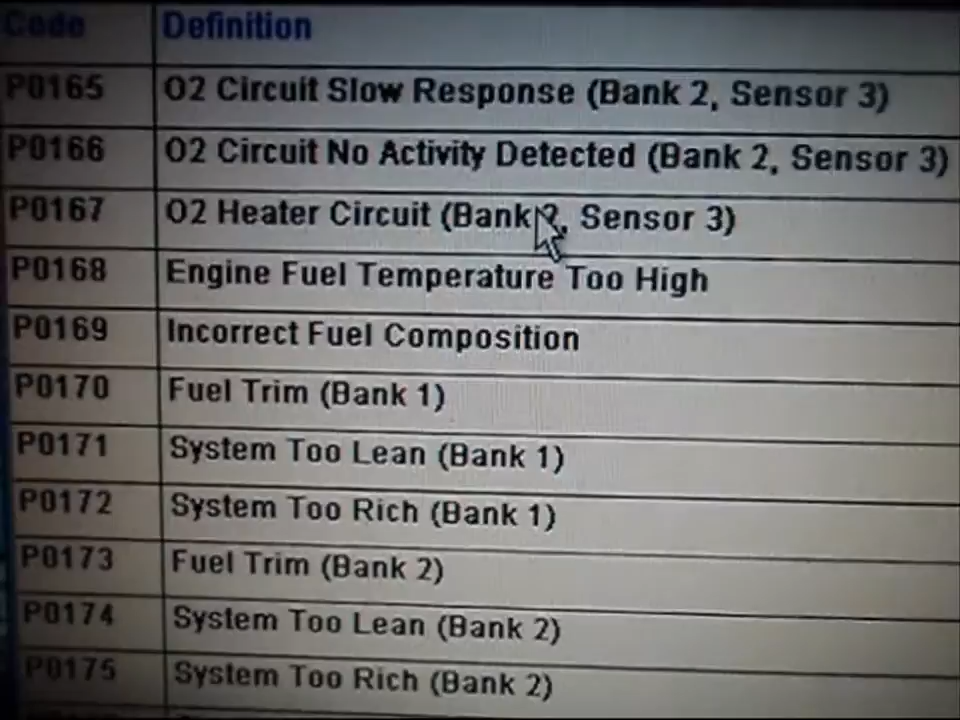 Code Definition
P0165 O2 Circuit Slow Response (Bank 2, Sensor 3)
P0166 O2 Circuit No Activity Detected (Bank 2, Sensor 3)
P0167 O2 Heater Circuit (Bank 2, Sensor 3)
P0168 Engine Fuel Temperature Too High
P0169 Incorrect Fuel Composition
P0170 Fuel Trim (Bank 1)
P0171 System Too Lean (Bank 1)
P0172 System Too Rich (Bank 1)
P0173 Fuel Trim (Bank 2)
P0174 System Too Lean (Bank 2)
P0175 System Too Rich (Bank 2)